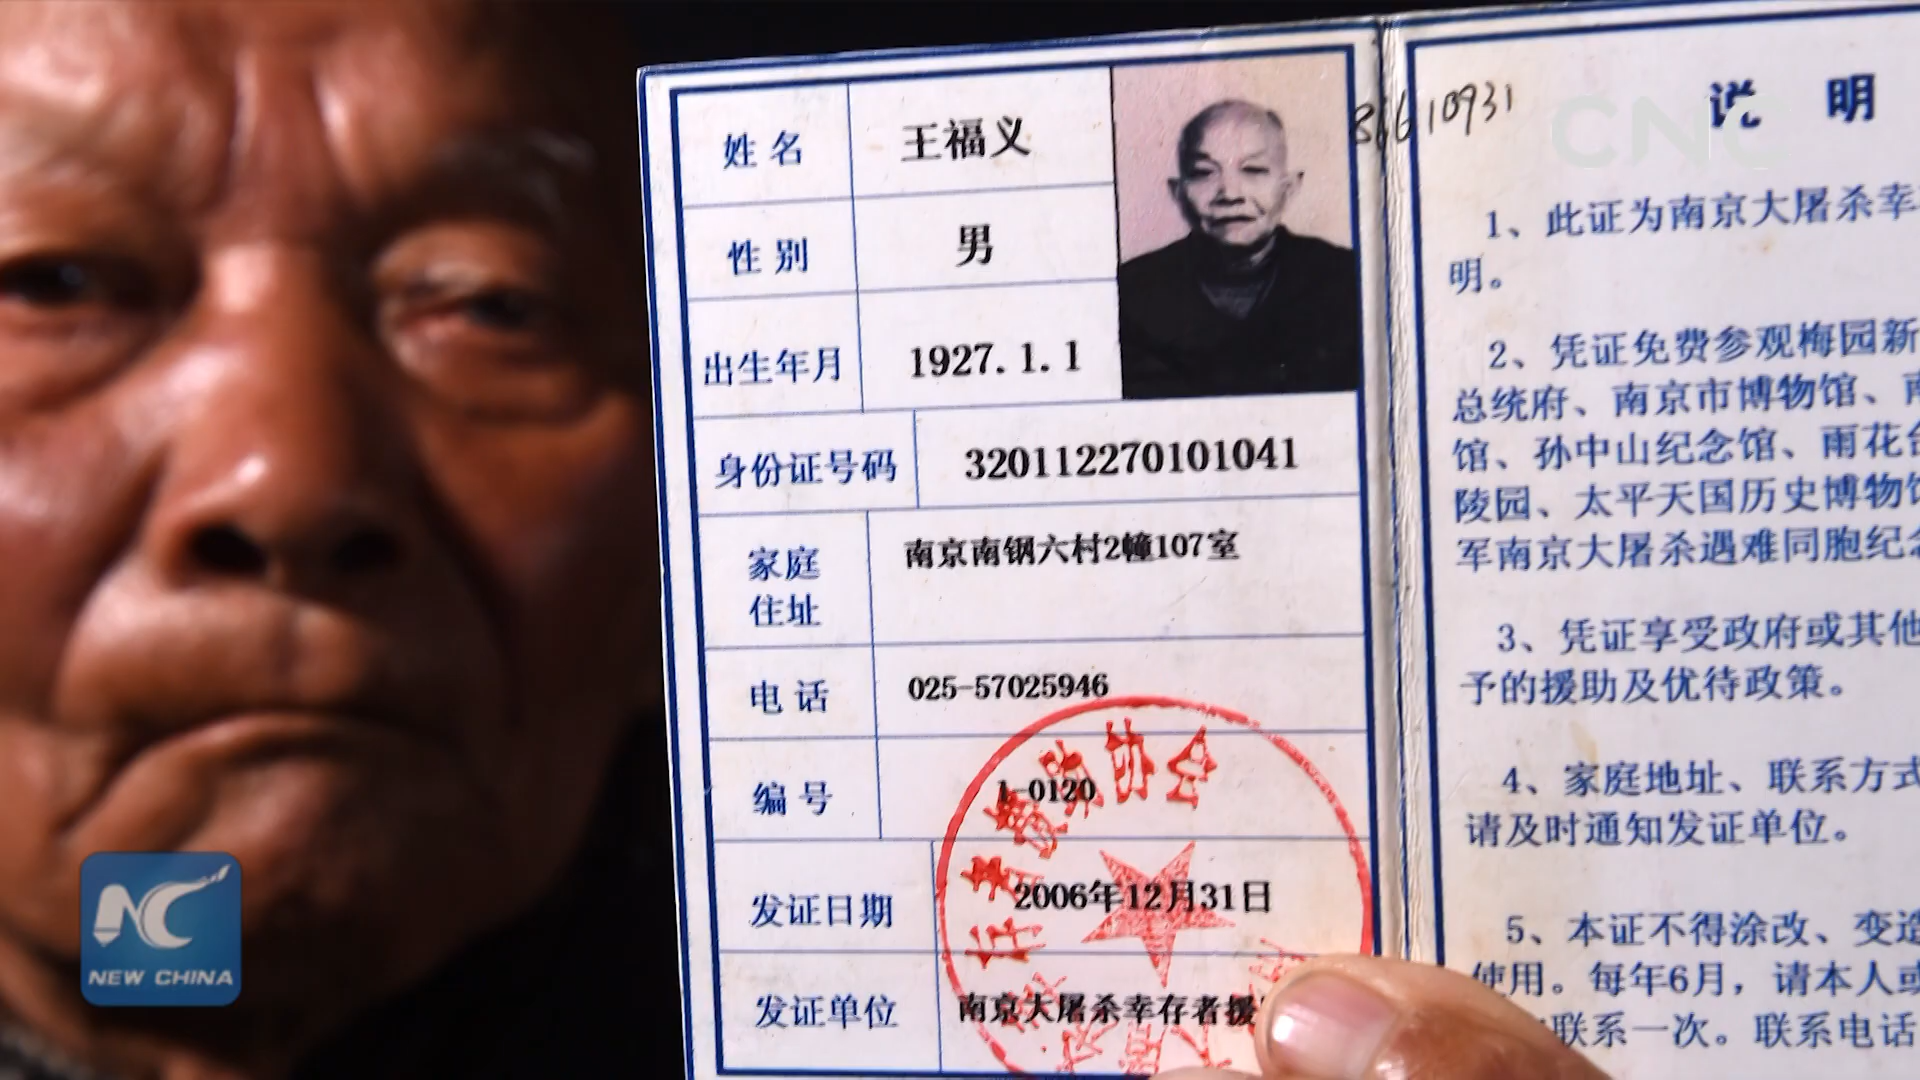 姓名 王福义
性别 男
出生年月 1927.1.1
身份证号码 320112270101041
家庭住址 南京南钢六村2幢107室
电话 025-57025946
编号 1-0120
发证日期 2006年12月31日
发证单位 南京大屠杀幸存者援
存者援助协会
86610931
说明
1、此证为南京大屠杀幸
明。
2、凭证免费参观梅园新
总统府、南京市博物馆、南
馆、孙中山纪念馆、雨花台
陵园、太平天国历史博物馆
军南京大屠杀遇难同胞纪念
3、凭证享受政府或其他
予的援助及优待政策。
4、家庭地址、联系方式
请及时通知发证单位。
5、本证不得涂改、变造
使用。每年6月，请本人或
联系一次。联系电话
CNC
NC
NEW CHINA